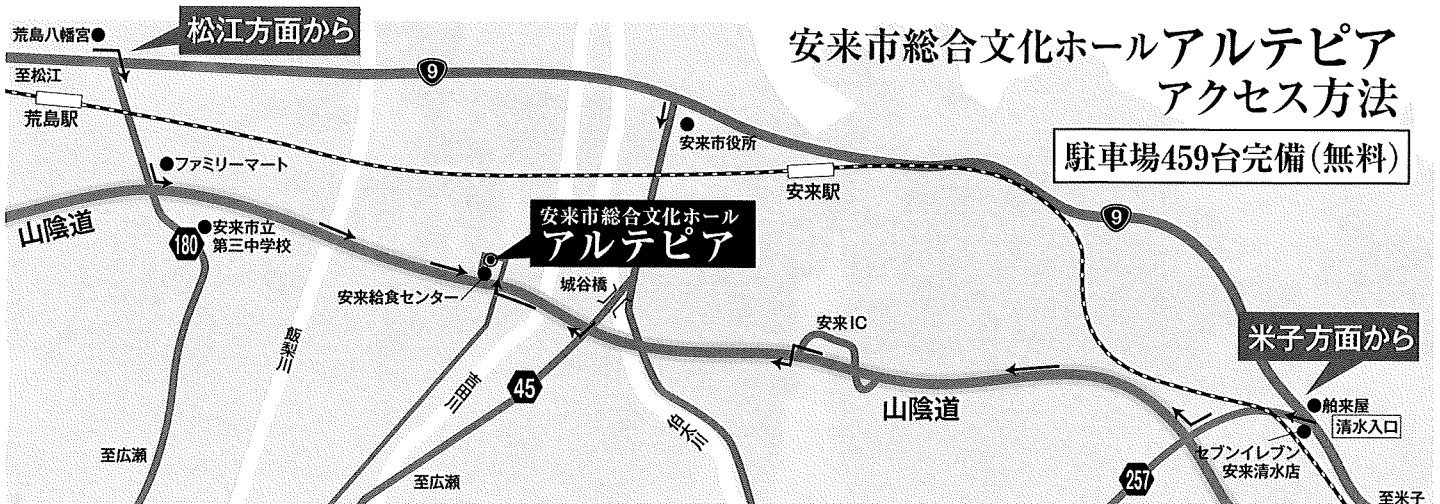 安来市総合文化ホールアルテピア
アクセス方法
駐車場459台完備(無料)
荒島八幡宮
松江方面から
至松江
9
荒島駅
安来市役所
ファミリーマート
安来駅
山陰道
180
安来市立
第三中学校
安来市総合文化ホール
アルテピア
9
城谷橋
安来給食センター
安来IC
米子方面から
飯梨川
吉田川
45
伯太川
山陰道
舶来屋
清水入口
セブンイレブン
安来清水店
至広瀬
至広瀬
257
至米子